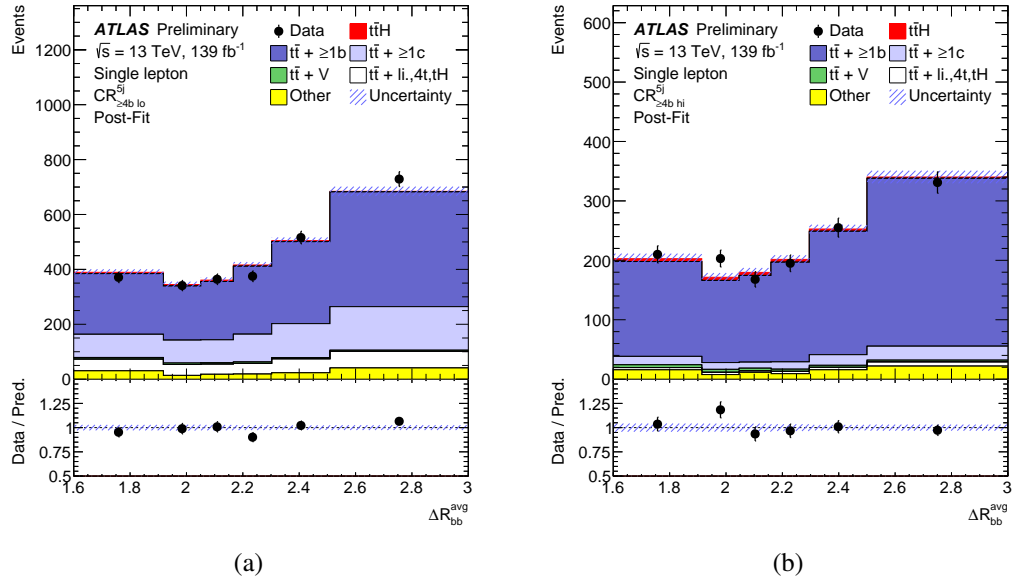 Events
1200
1000
800
600
400
200
0
ATLAS Preliminary
√s = 13 TeV, 139 fb⁻¹
Single lepton
CR⁵ʲ≥4b lo
Post-Fit
Data
tt̄H
tt̄ + ≥1b
tt̄ + ≥1c
tt̄ + V
tt̄ + li.,4t,tH
Other
Uncertainty
Data / Pred.
1.25
1
0.75
0.5
1.6 1.8 2 2.2 2.4 2.6 2.8 3
ΔR avg bb
(a)
Events
600
500
400
300
200
100
0
ATLAS Preliminary
√s = 13 TeV, 139 fb⁻¹
Single lepton
CR⁵ʲ≥4b hi
Post-Fit
Data
tt̄H
tt̄ + ≥1b
tt̄ + ≥1c
tt̄ + V
tt̄ + li.,4t,tH
Other
Uncertainty
Data / Pred.
1.25
1
0.75
0.5
1.6 1.8 2 2.2 2.4 2.6 2.8 3
ΔR avg bb
(b)